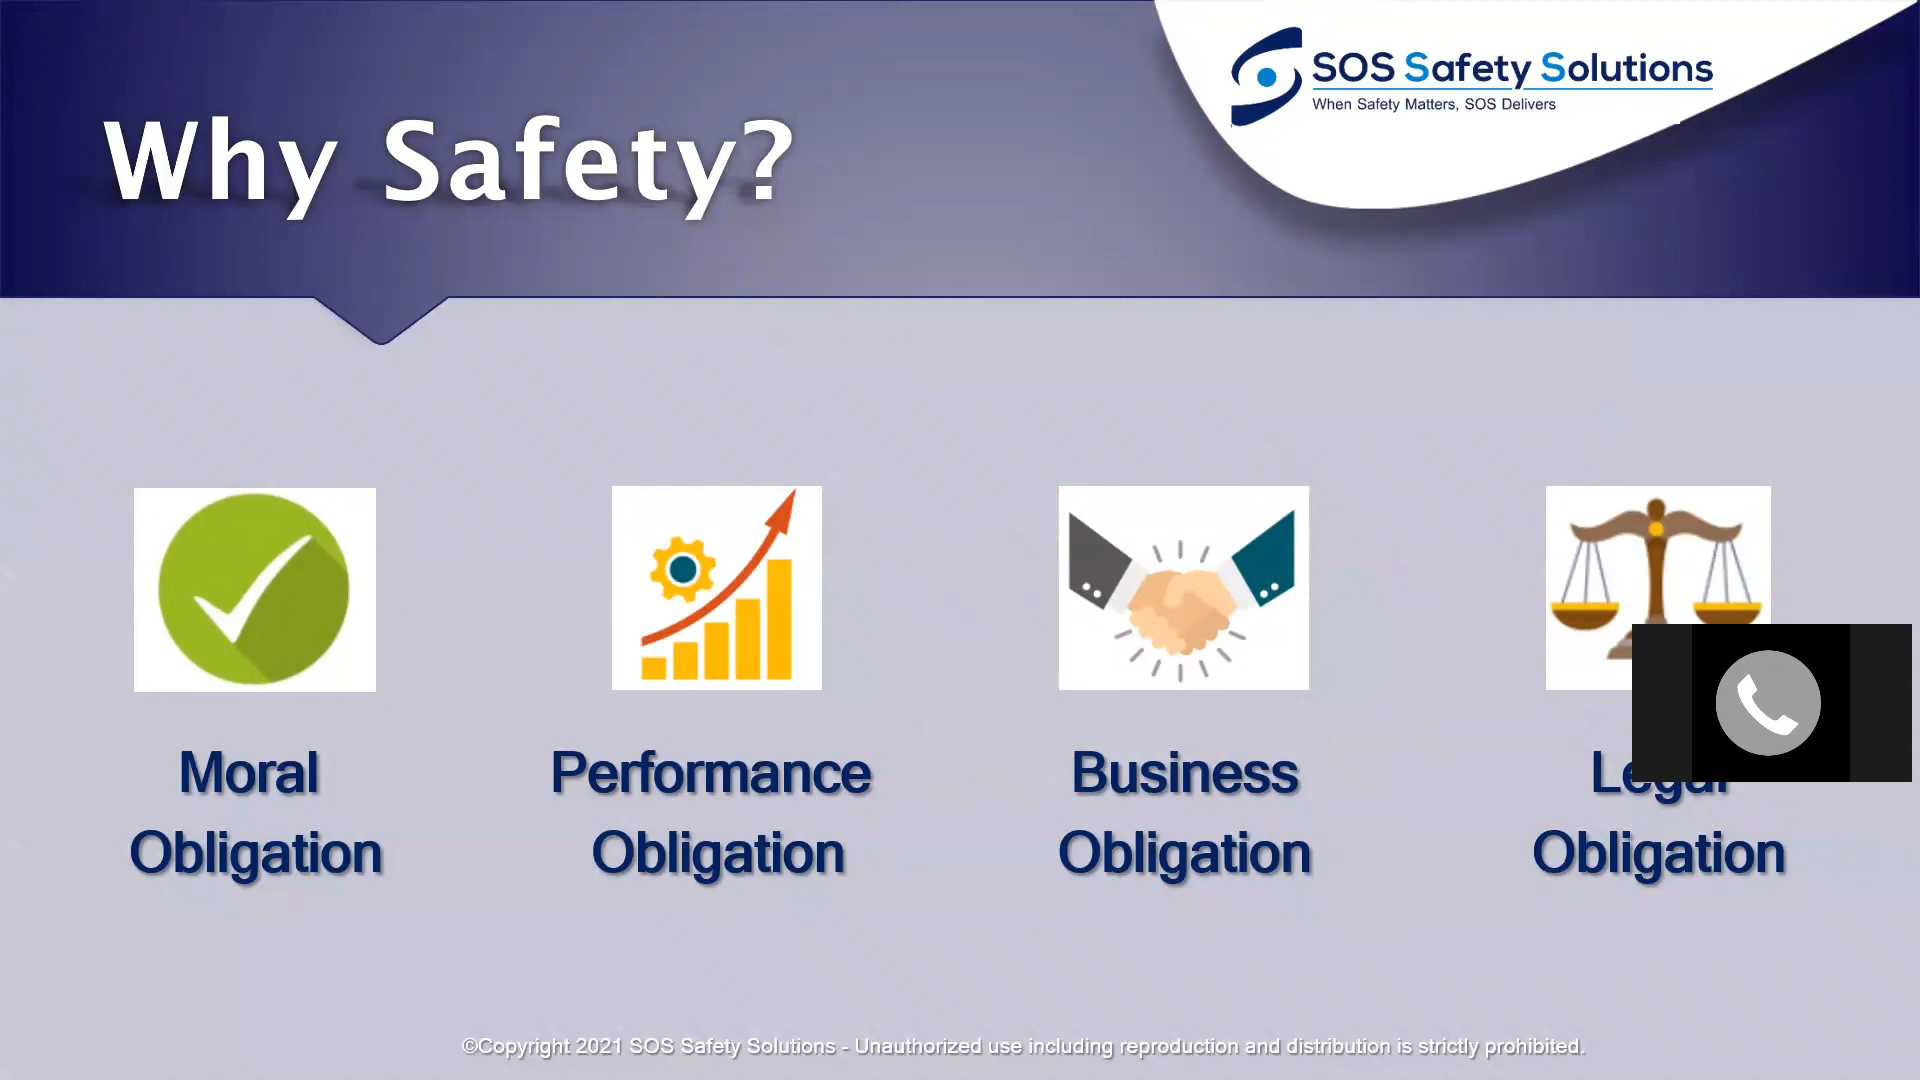 SOS Safety Solutions
When Safety Matters, SOS Delivers
Why Safety?
Moral
Obligation
Performance
Obligation
Business
Obligation
Legal
Obligation
©Copyright 2021 SOS Safety Solutions - Unauthorized use including reproduction and distribution is strictly prohibited.